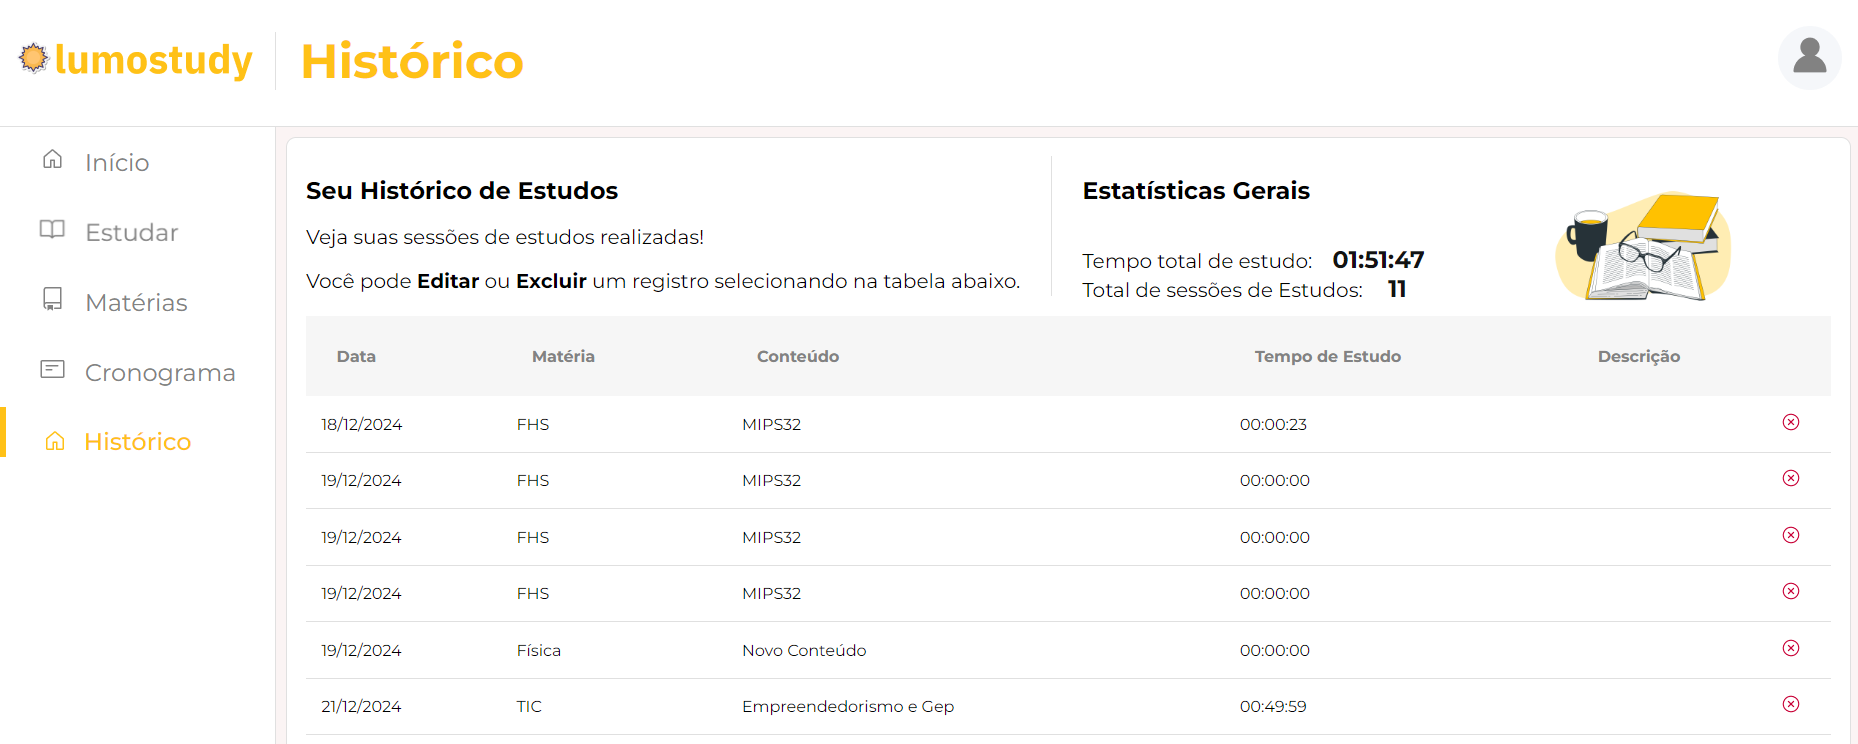 lumostudy
Histórico
Início
Estudar
Matérias
Cronograma
Histórico
Seu Histórico de Estudos
Veja suas sessões de estudos realizadas!
Você pode Editar ou Excluir um registro selecionando na tabela abaixo.
Estatísticas Gerais
Tempo total de estudo: 01:51:47
Total de sessões de Estudos: 11
Data Matéria Conteúdo Tempo de Estudo Descrição
18/12/2024 FHS MIPS32 00:00:23
19/12/2024 FHS MIPS32 00:00:00
19/12/2024 FHS MIPS32 00:00:00
19/12/2024 FHS MIPS32 00:00:00
19/12/2024 Física Novo Conteúdo 00:00:00
21/12/2024 TIC Empreendedorismo e Gep 00:49:59